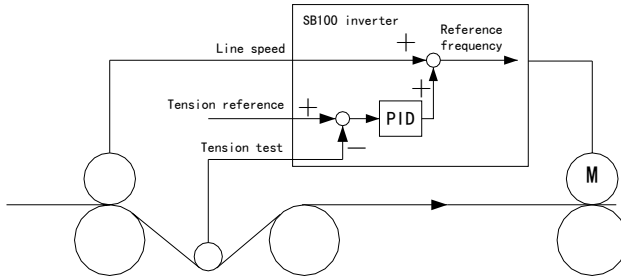 SB100 inverter
Line speed
+
Reference
frequency
+
Tension reference
+
PID
Tension test
−
M